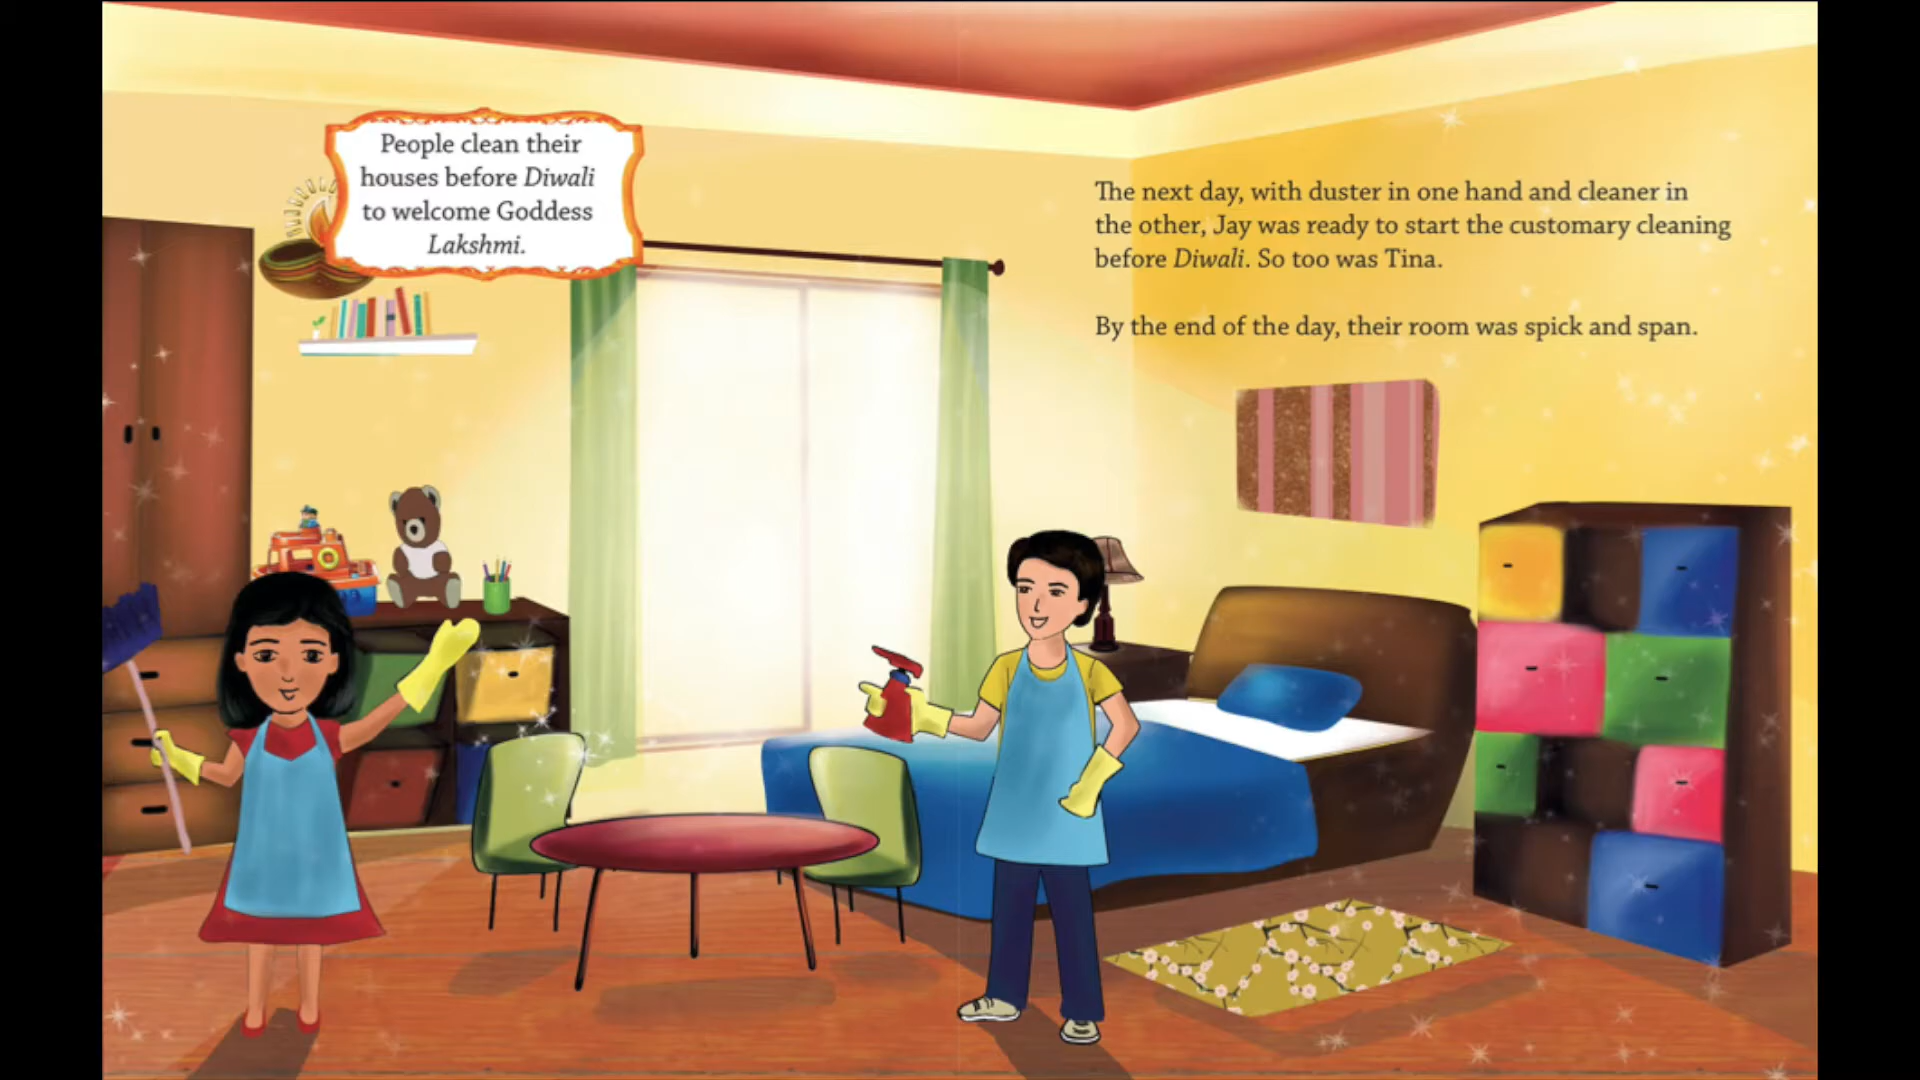 People clean their
houses before Diwali
to welcome Goddess
Lakshmi.
The next day, with duster in one hand and cleaner in
the other, Jay was ready to start the customary cleaning
before Diwali. So too was Tina.
By the end of the day, their room was spick and span.